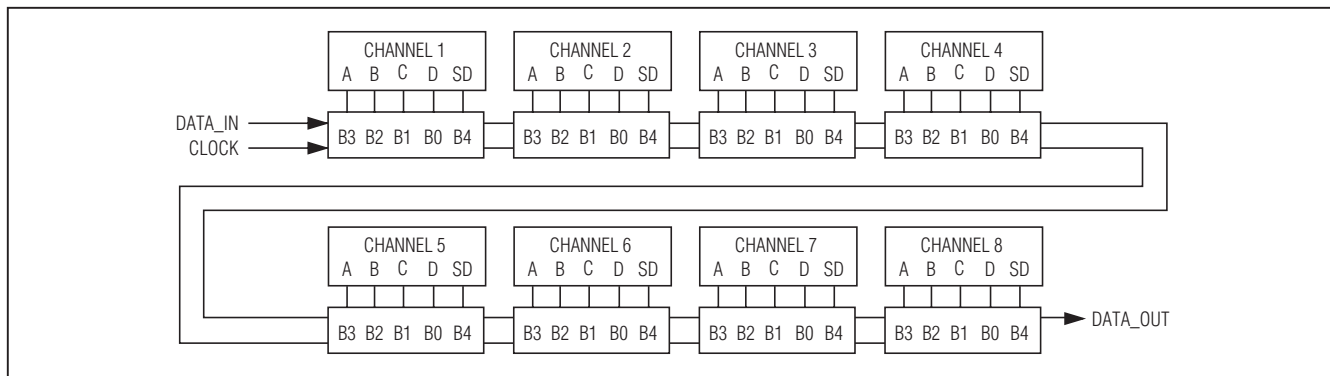 CHANNEL 1 CHANNEL 2 CHANNEL 3 CHANNEL 4
A B C D SD A B C D SD A B C D SD A B C D SD
DATA_IN
B3 B2 B1 B0 B4 B3 B2 B1 B0 B4 B3 B2 B1 B0 B4 B3 B2 B1 B0 B4
CLOCK
CHANNEL 5 CHANNEL 6 CHANNEL 7 CHANNEL 8
A B C D SD A B C D SD A B C D SD A B C D SD
B3 B2 B1 B0 B4 B3 B2 B1 B0 B4 B3 B2 B1 B0 B4 B3 B2 B1 B0 B4
DATA_OUT